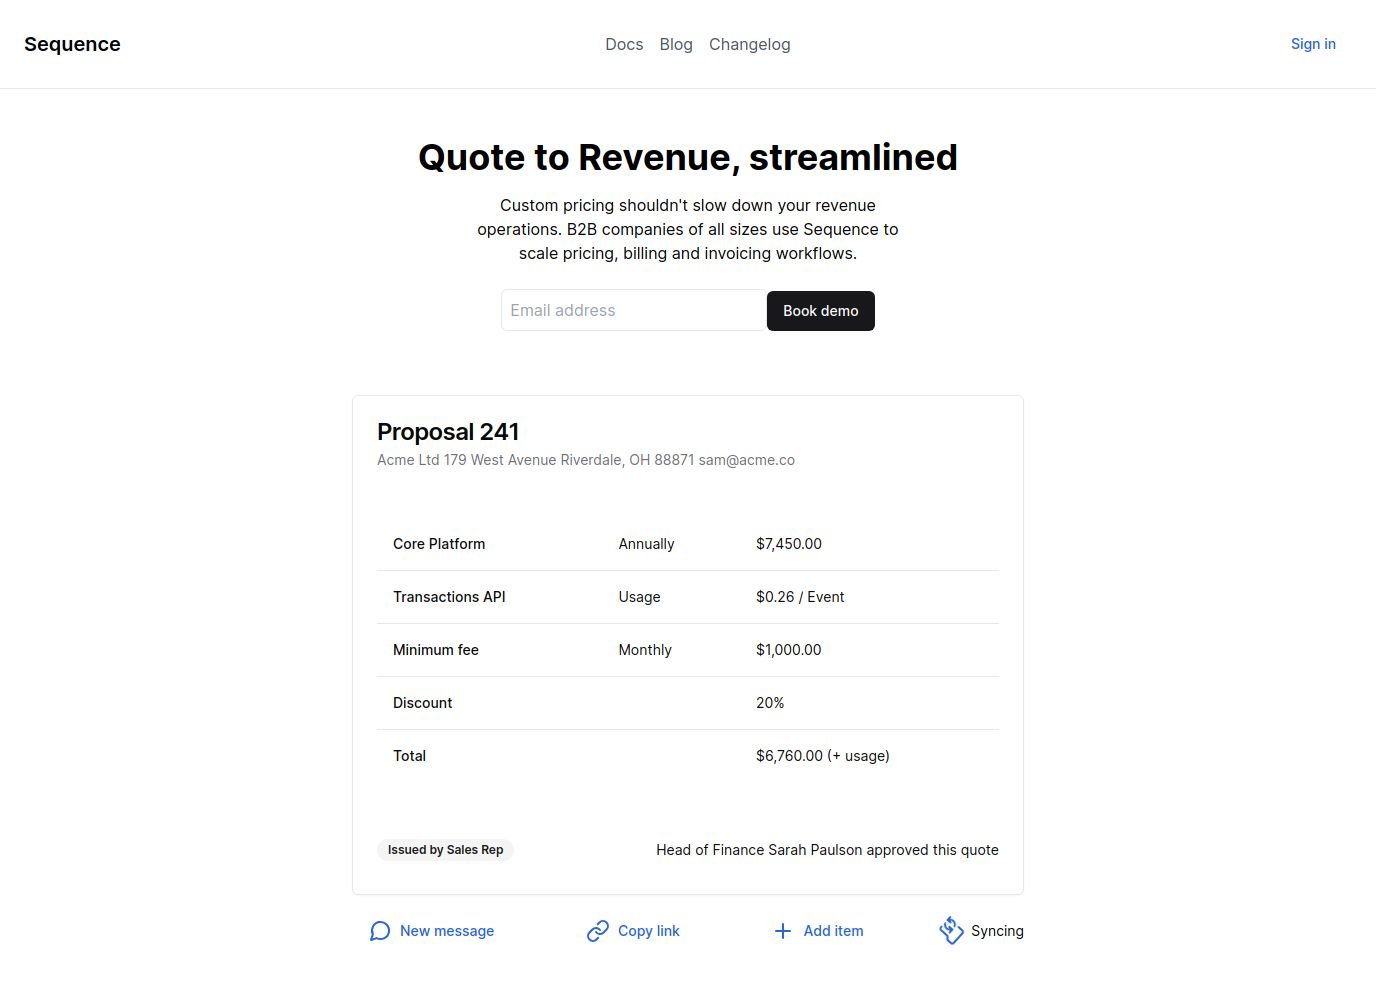 Sequence
Docs Blog Changelog
Sign in
Quote to Revenue, streamlined
Custom pricing shouldn't slow down your revenue
operations. B2B companies of all sizes use Sequence to
scale pricing, billing and invoicing workflows.
Email address
Book demo
Proposal 241
Acme Ltd 179 West Avenue Riverdale, OH 88871 sam@acme.co
Core Platform Annually $7,450.00
Transactions API Usage $0.26 / Event
Minimum fee Monthly $1,000.00
Discount 20%
Total $6,760.00 (+ usage)
Issued by Sales Rep
Head of Finance Sarah Paulson approved this quote
New message
Copy link
Add item
Syncing